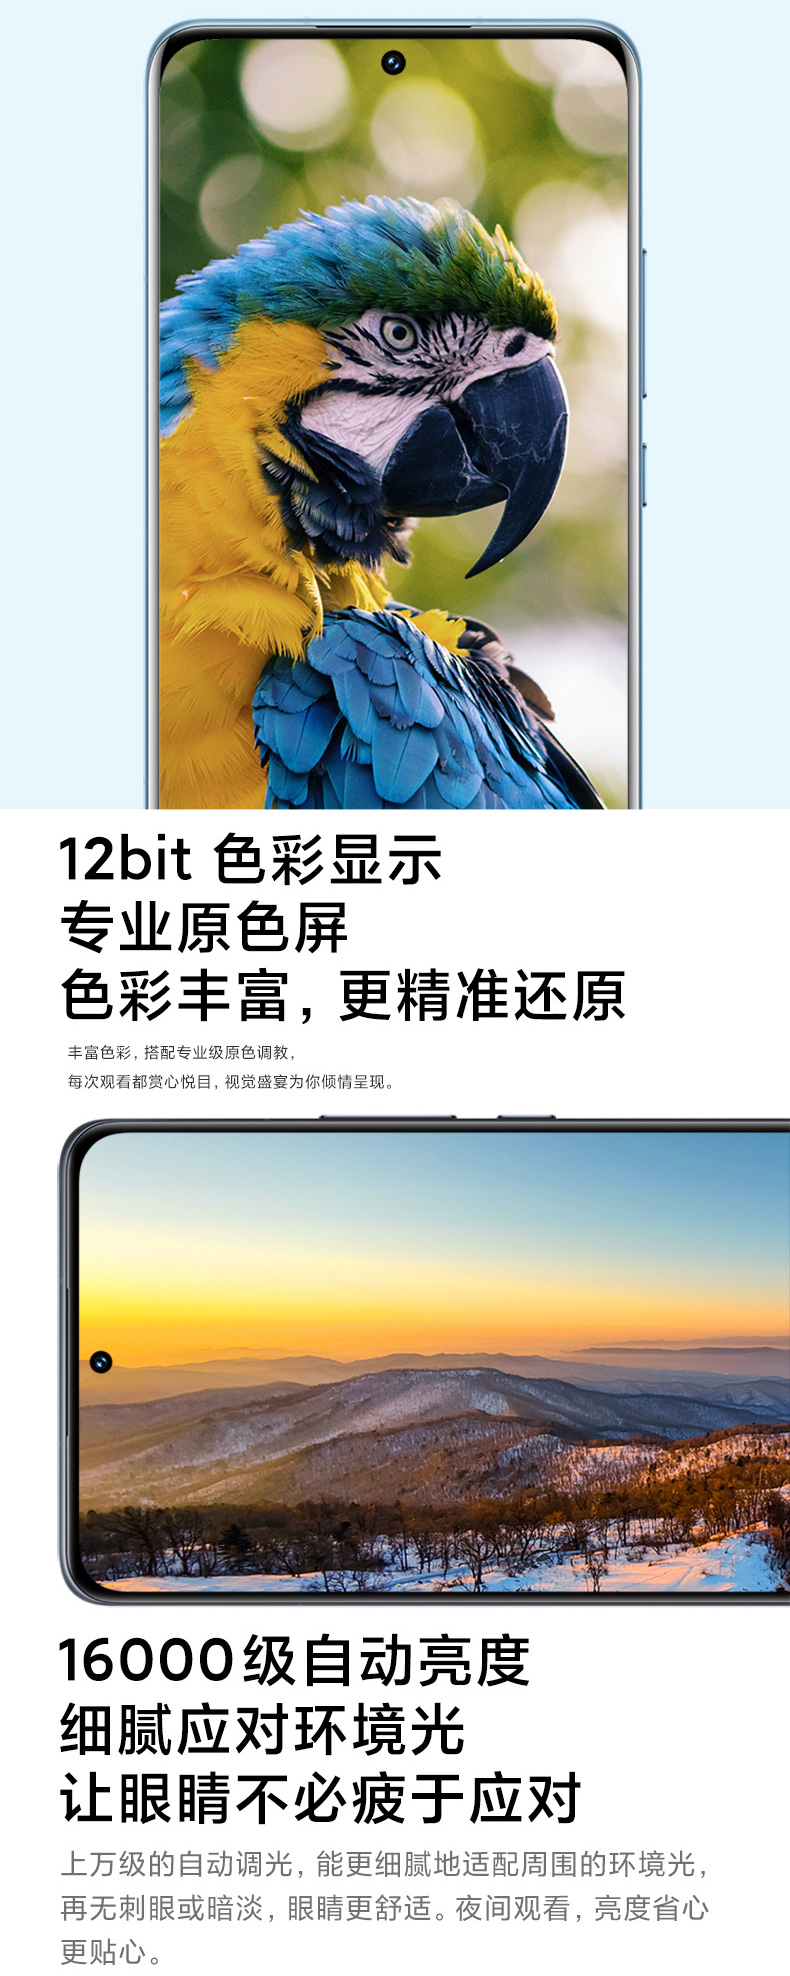 12bit 色彩显示
专业原色屏
色彩丰富，更精准还原
丰富色彩，搭配专业级原色调教，
每次观看都赏心悦目，视觉盛宴为你倾情呈现。
16000级自动亮度
细腻应对环境光
让眼睛不必疲于应对
上万级的自动调光，能更细腻地适配周围的环境光，
再无刺眼或暗淡，眼睛更舒适。夜间观看，亮度省心
更贴心。